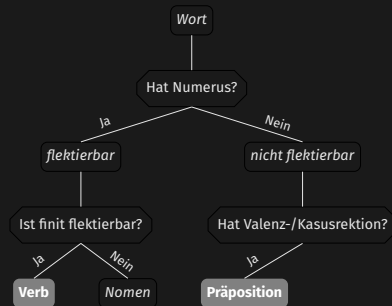 Wort
Hat Numerus?
Ja
Nein
flektierbar
nicht flektierbar
Ist finit flektierbar?
Hat Valenz-/Kasusrektion?
Ja
Nein
Ja
Verb
Nomen
Präposition